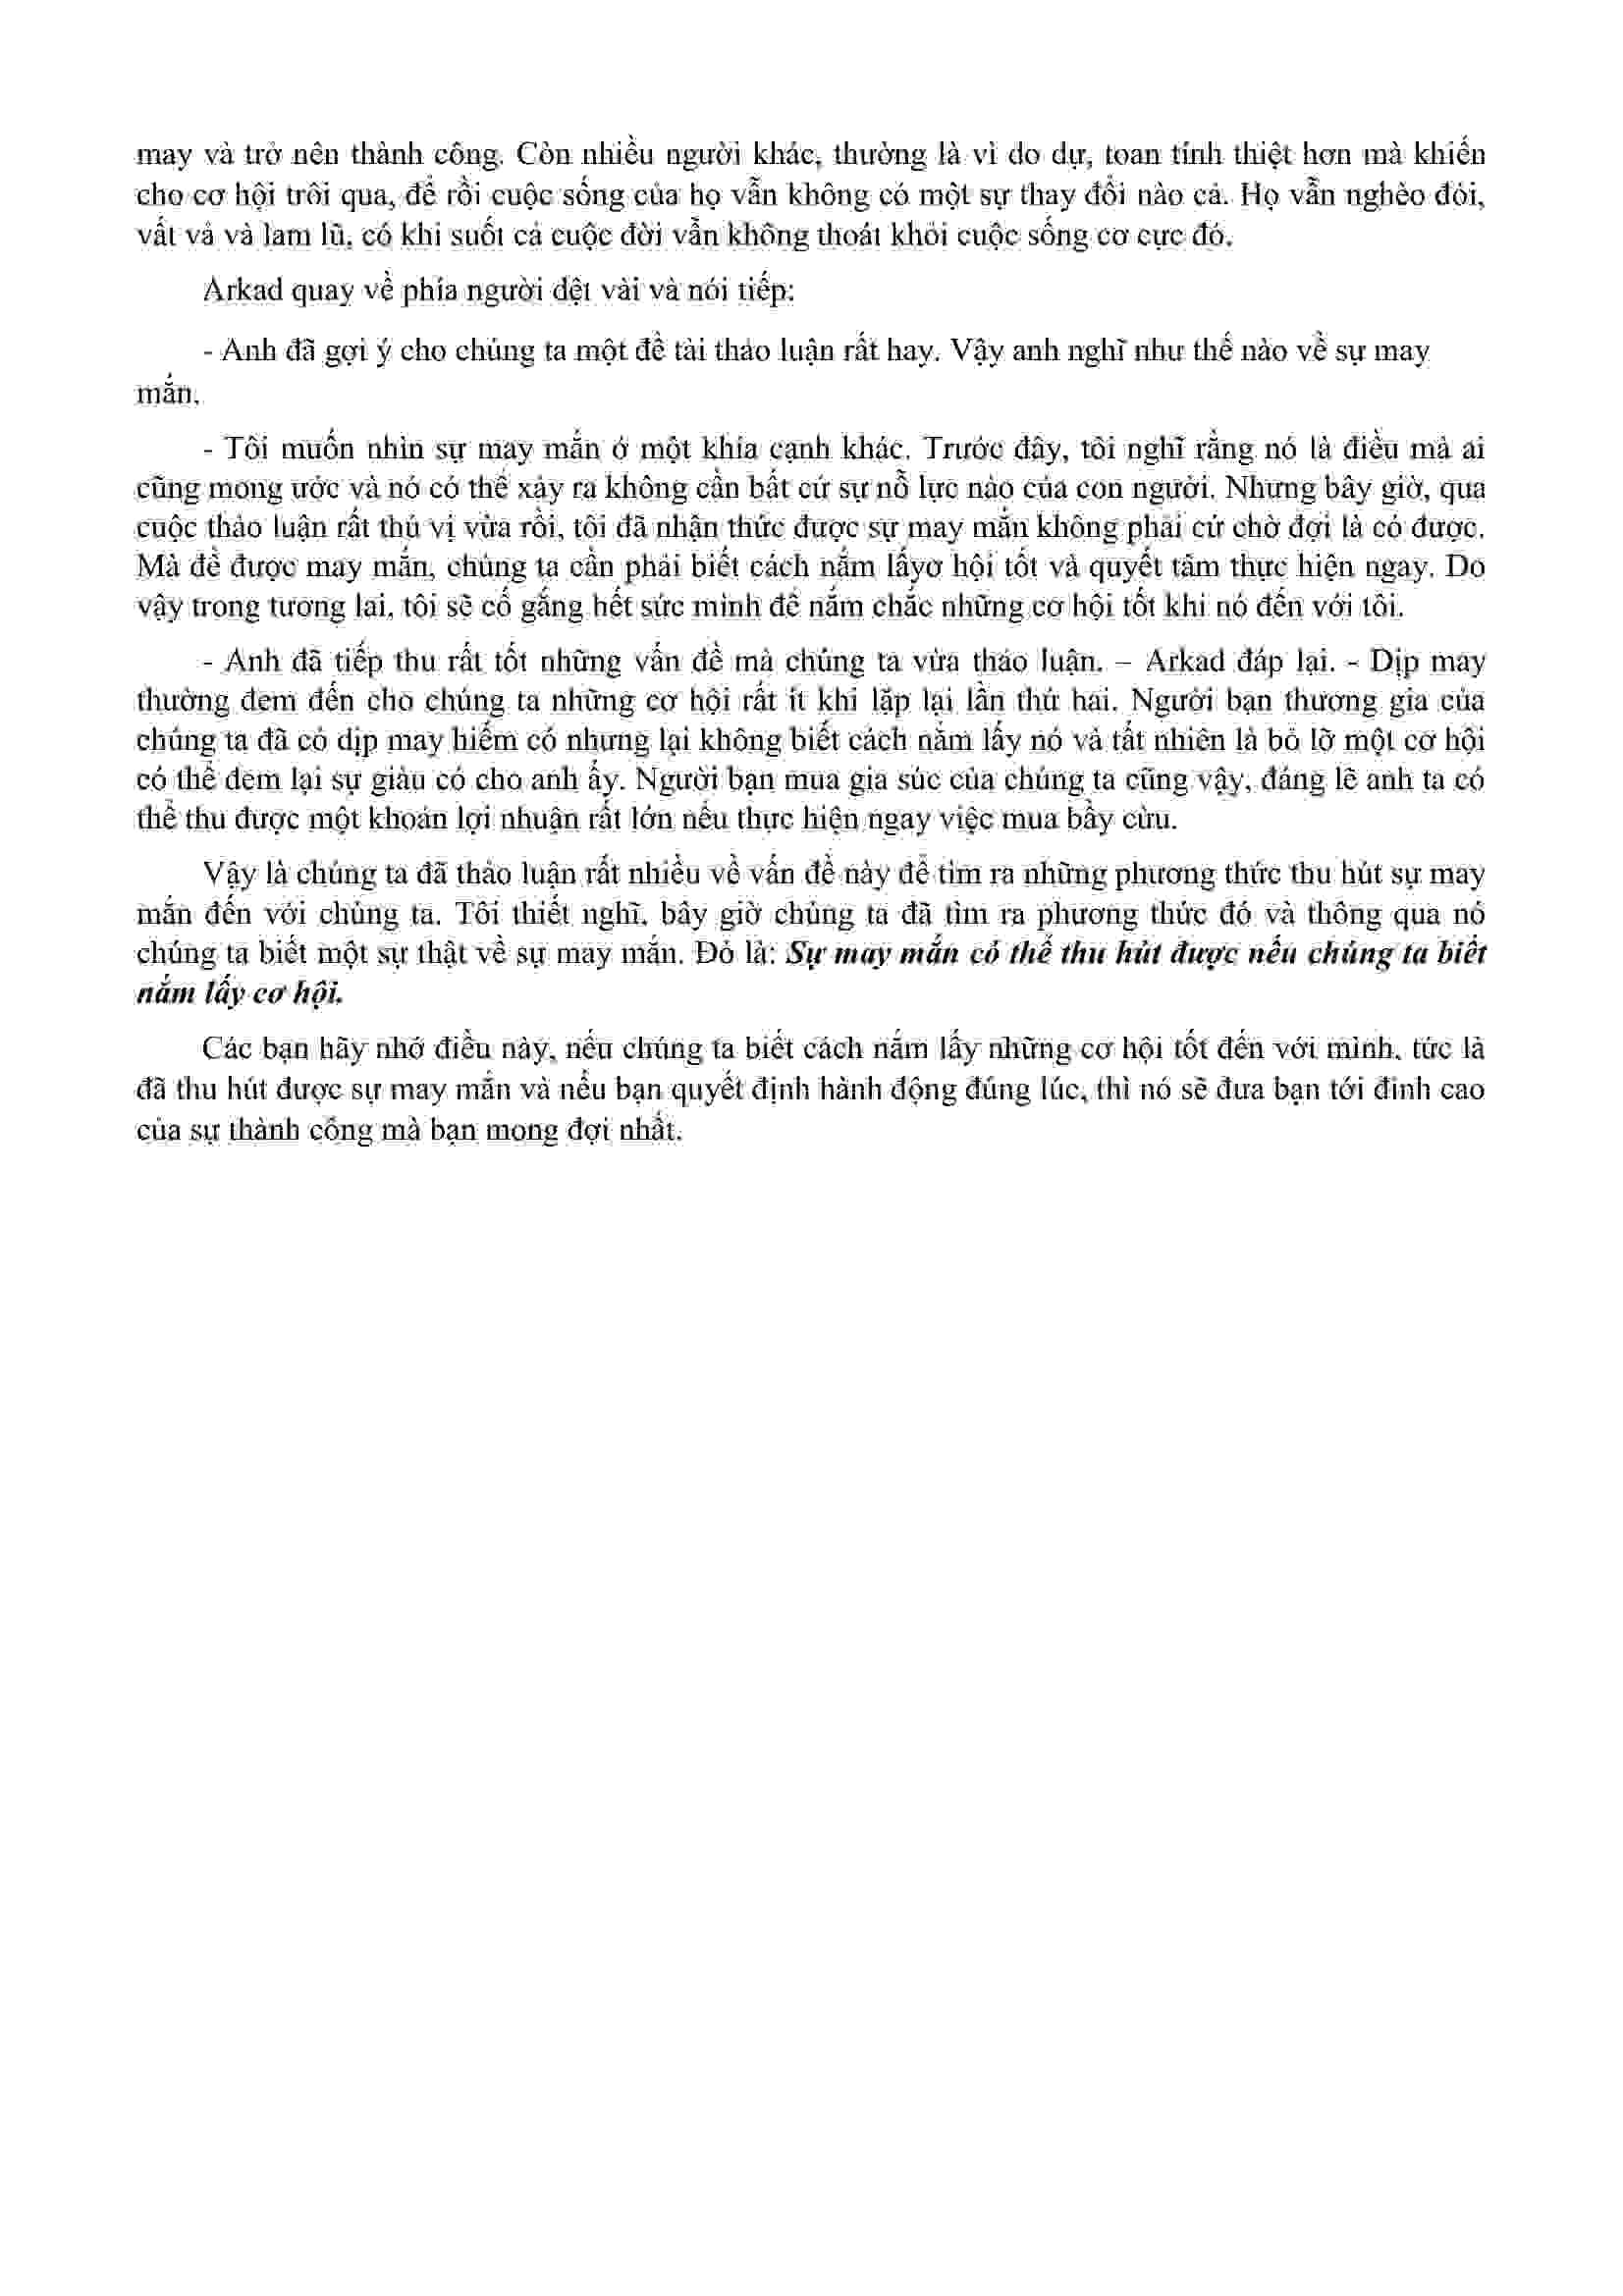 may và trở nên thành công. Còn nhiều người khác, thường là vì do dự, toan tính thiệt hơn mà khiến
cho cơ hội trôi qua, để rồi cuộc sống của họ vẫn không có một sự thay đổi nào cả. Họ vẫn nghèo đói,
vất vả và lam lũ, có khi suốt cả cuộc đời vẫn không thoát khỏi cuộc sống cơ cực đó.
Arkad quay về phía người dệt vải và nói tiếp:
- Anh đã gợi ý cho chúng ta một đề tài thảo luận rất hay. Vậy anh nghĩ như thế nào về sự may
mắn.
- Tôi muốn nhìn sự may mắn ở một khía cạnh khác. Trước đây, tôi nghĩ rằng nó là điều mà ai
cũng mong ước và nó có thể xảy ra không cần bất cứ sự nỗ lực nào của con người. Nhưng bây giờ, qua
cuộc thảo luận rất thú vị vừa rồi, tôi đã nhận thức được sự may mắn không phải cứ chờ đợi là có được.
Mà để được may mắn, chúng ta cần phải biết cách nắm lấyơ hội tốt và quyết tâm thực hiện ngay. Do
vậy trong tương lai, tôi sẽ cố gắng hết sức mình để nắm chắc những cơ hội tốt khi nó đến với tôi.
- Anh đã tiếp thu rất tốt những vấn đề mà chúng ta vừa thảo luận. – Arkad đáp lại. - Dịp may
thường đem đến cho chúng ta những cơ hội rất ít khi lặp lại lần thứ hai. Người bạn thương gia của
chúng ta đã có dịp may hiếm có nhưng lại không biết cách nắm lấy nó và tất nhiên là bỏ lỡ một cơ hội
có thể đem lại sự giàu có cho anh ấy. Người bạn mua gia súc của chúng ta cũng vậy, đáng lẽ anh ta có
thể thu được một khoản lợi nhuận rất lớn nếu thực hiện ngay việc mua bầy cừu.
Vậy là chúng ta đã thảo luận rất nhiều về vấn đề này để tìm ra những phương thức thu hút sự may
mắn đến với chúng ta. Tôi thiết nghĩ, bây giờ chúng ta đã tìm ra phương thức đó và thông qua nó
chúng ta biết một sự thật về sự may mắn. Đó là: Sự may mắn có thể thu hút được nếu chúng ta biết
nắm lấy cơ hội.
Các bạn hãy nhớ điều này, nếu chúng ta biết cách nắm lấy những cơ hội tốt đến với mình, tức là
đã thu hút được sự may mắn và nếu bạn quyết định hành động đúng lúc, thì nó sẽ đưa bạn tới đỉnh cao
của sự thành công mà bạn mong đợi nhất.